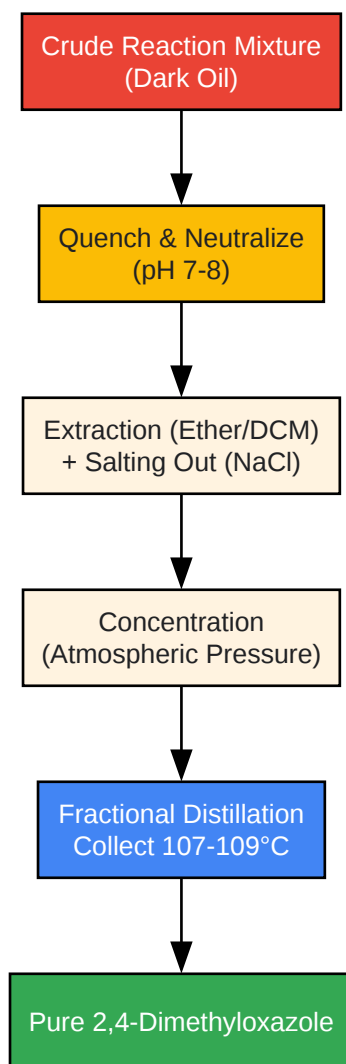 Crude Reaction Mixture
(Dark Oil)
Quench & Neutralize
(pH 7-8)
Extraction (Ether/DCM)
+ Salting Out (NaCl)
Concentration
(Atmospheric Pressure)
Fractional Distillation
Collect 107-109°C
Pure 2,4-Dimethyloxazole